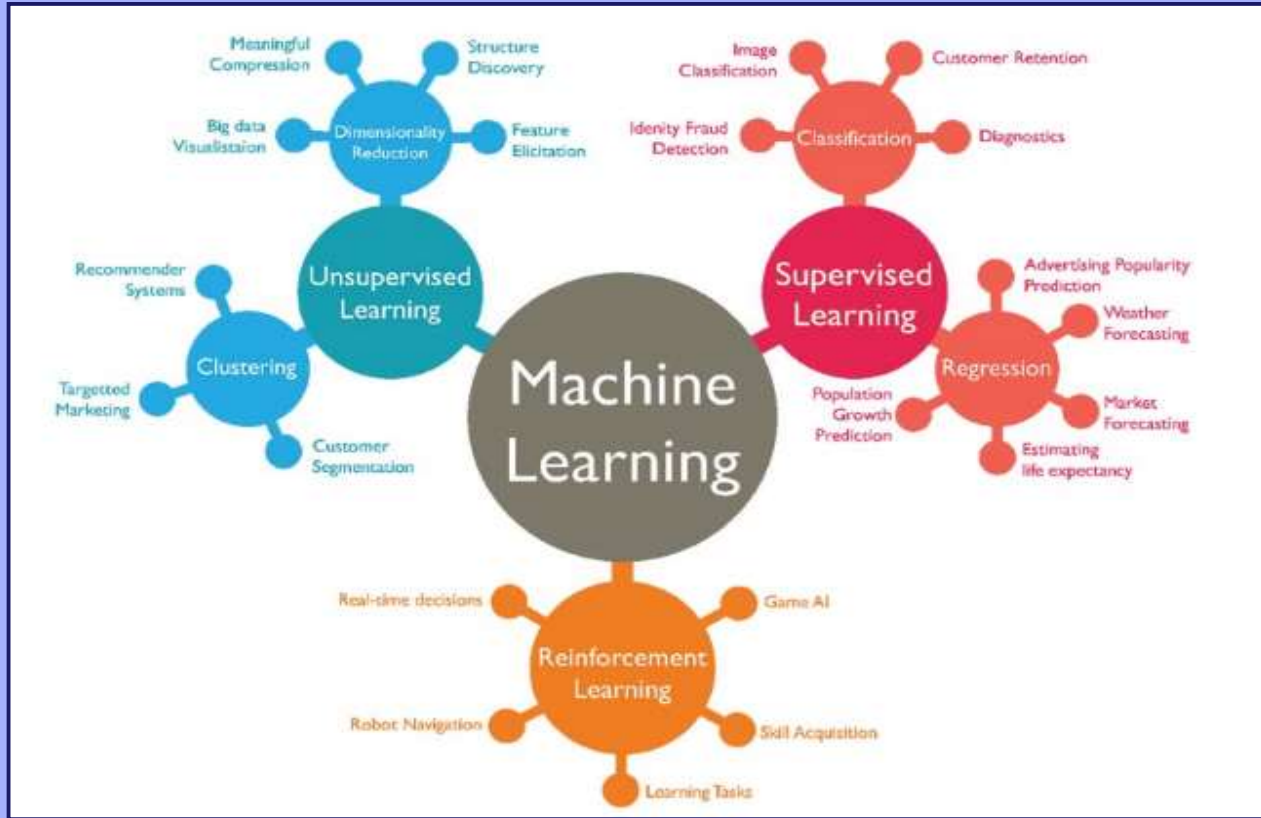 Meaningful
Compression
Structure
Discovery
Big data
Visualistaion
Dimensionality
Reduction
Feature
Elicitation
Image
Classification
Customer Retention
Idenity Fraud
Detection
Classification
Diagnostics
Recommender
Systems
Unsupervised
Learning
Clustering
Targetted
Marketing
Customer
Segmentation
Machine
Learning
Supervised
Learning
Advertising Popularity
Prediction
Weather
Forecasting
Regression
Population
Growth
Prediction
Market
Forecasting
Estimating
life expectancy
Real-time decisions
Game AI
Reinforcement
Learning
Robot Navigation
Skill Acquisition
Learning Tasks